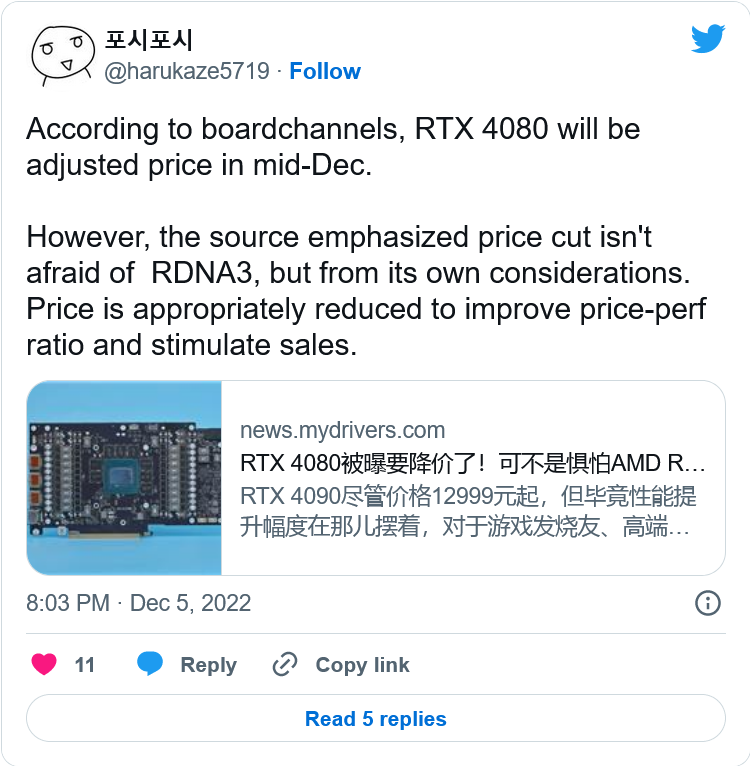 포시포시
@harukaze5719 · Follow
According to boardchannels, RTX 4080 will be
adjusted price in mid-Dec.
However, the source emphasized price cut isn't
afraid of  RDNA3, but from its own considerations.
Price is appropriately reduced to improve price-perf
ratio and stimulate sales.
news.mydrivers.com
RTX 4080被曝要降价了！可不是惧怕AMD R…
RTX 4090尽管价格12999元起，但毕竟性能提
升幅度在那儿摆着，对于游戏发烧友、高端…
8:03 PM · Dec 5, 2022
11 Reply Copy link
Read 5 replies